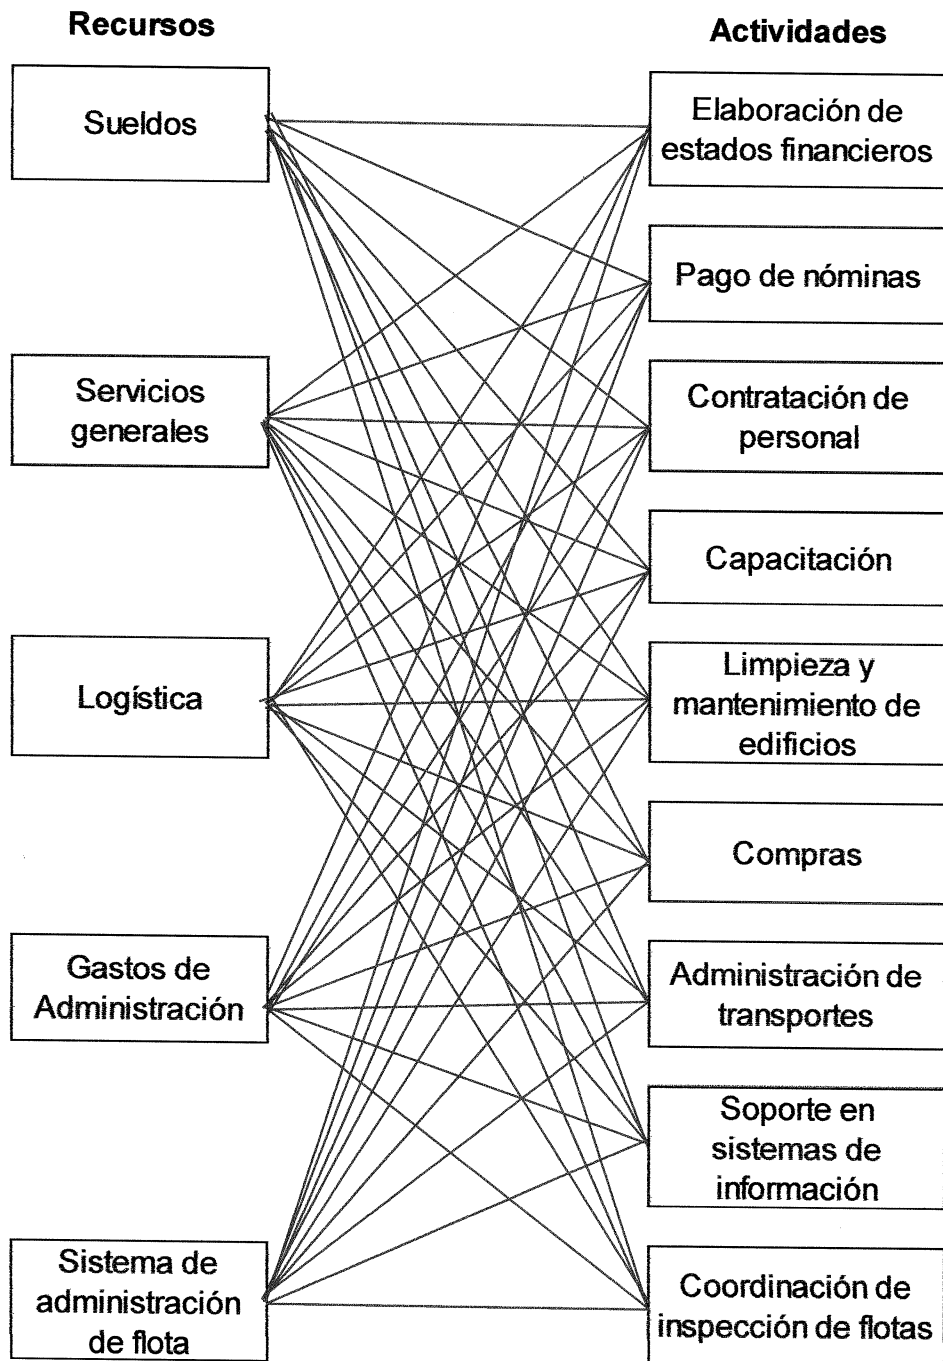 Recursos
Actividades
Sueldos
Servicios
generales
Logística
Gastos de
Administración
Sistema de
administración
de flota
Elaboración de
estados financieros
Pago de nóminas
Contratación de
personal
Capacitación
Limpieza y
mantenimiento de
edificios
Compras
Administración de
transportes
Soporte en
sistemas de
información
Coordinación de
inspección de flotas